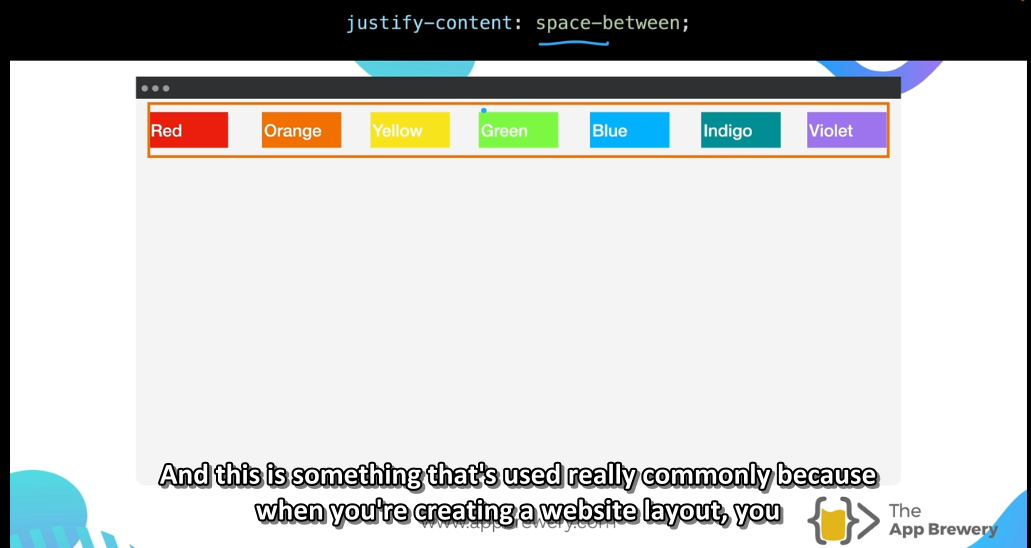 justify-content: space-between;
Red Orange Yellow Green Blue Indigo Violet
And this is something that's used really commonly because
when you're creating a website layout, you
www.appbrewery.com
The
App Brewery